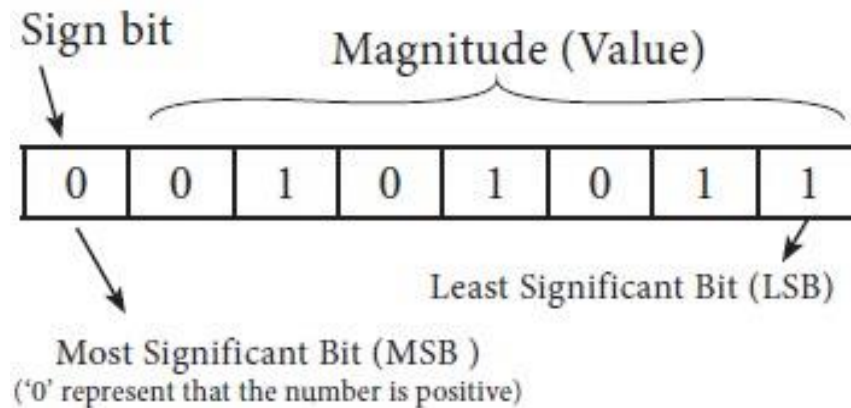 Sign bit
Magnitude (Value)
0 0 1 0 1 0 1 1
Least Significant Bit (LSB)
Most Significant Bit (MSB )
(‘0’ represent that the number is positive)